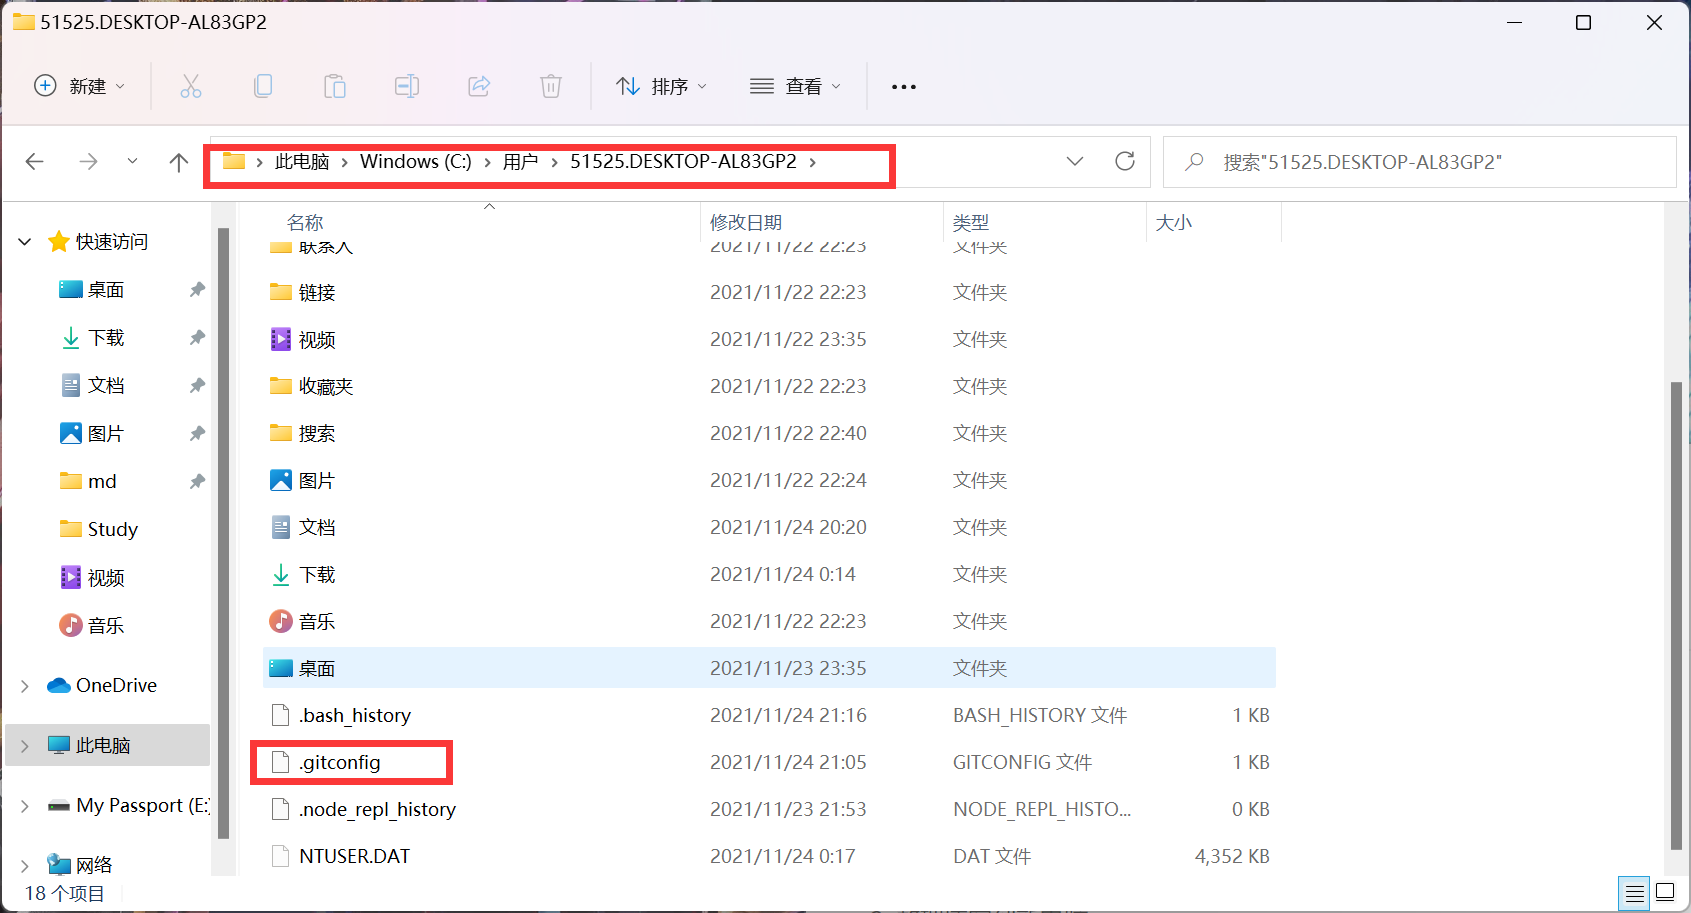 51525.DESKTOP-AL83GP2
新建
排序
查看
此电脑 Windows (C:) 用户 51525.DESKTOP-AL83GP2
搜索"51525.DESKTOP-AL83GP2"
快速访问
桌面
下载
文档
图片
md
Study
视频
音乐
OneDrive
此电脑
My Passport (E:)
网络
名称 修改日期 类型 大小
联系人 2021/11/22 22:23 文件夹
链接 2021/11/22 22:23 文件夹
视频 2021/11/22 23:35 文件夹
收藏夹 2021/11/22 22:23 文件夹
搜索 2021/11/22 22:40 文件夹
图片 2021/11/22 22:24 文件夹
文档 2021/11/24 20:20 文件夹
下载 2021/11/24 0:14 文件夹
音乐 2021/11/22 22:23 文件夹
桌面 2021/11/23 23:35 文件夹
.bash_history 2021/11/24 21:16 BASH_HISTORY 文件 1 KB
.gitconfig 2021/11/24 21:05 GITCONFIG 文件 1 KB
.node_repl_history 2021/11/23 21:53 NODE_REPL_HISTO... 0 KB
NTUSER.DAT 2021/11/24 0:17 DAT 文件 4,352 KB
18 个项目